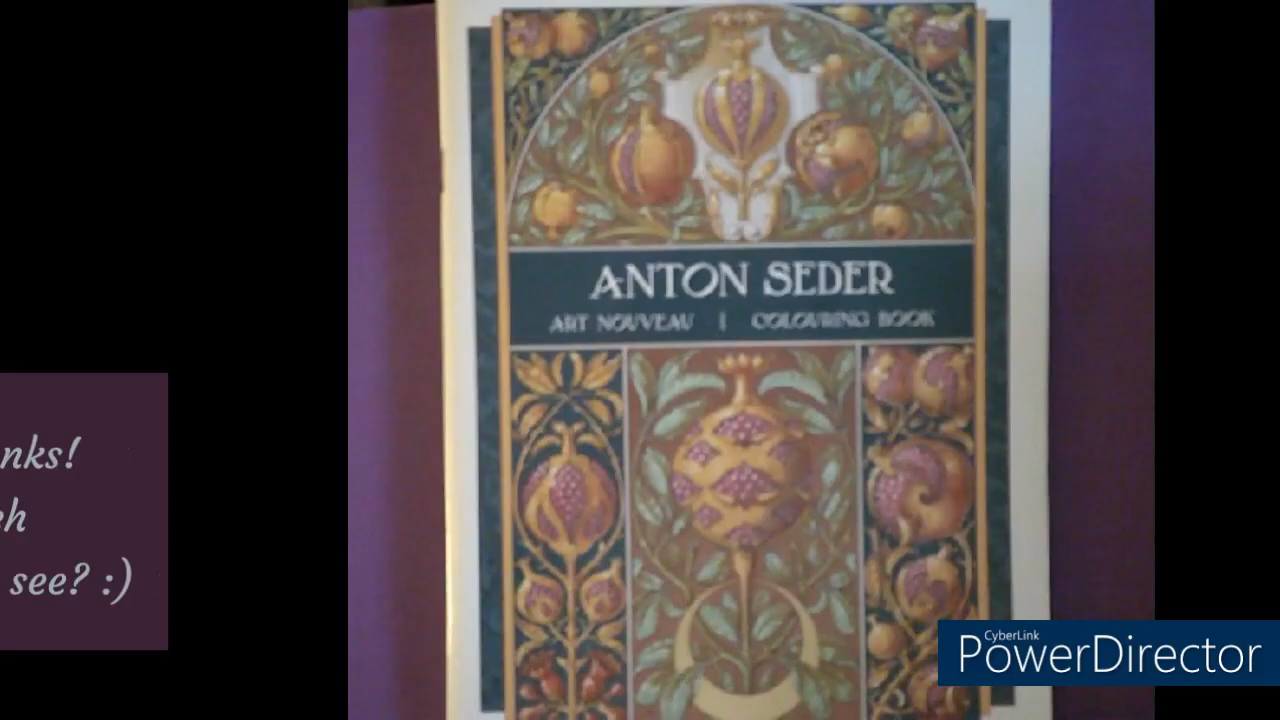 ANTON SEDER
ART NOUVEAU | COLOURING BOOK
nks!
see? :)
CyberLink
PowerDirector